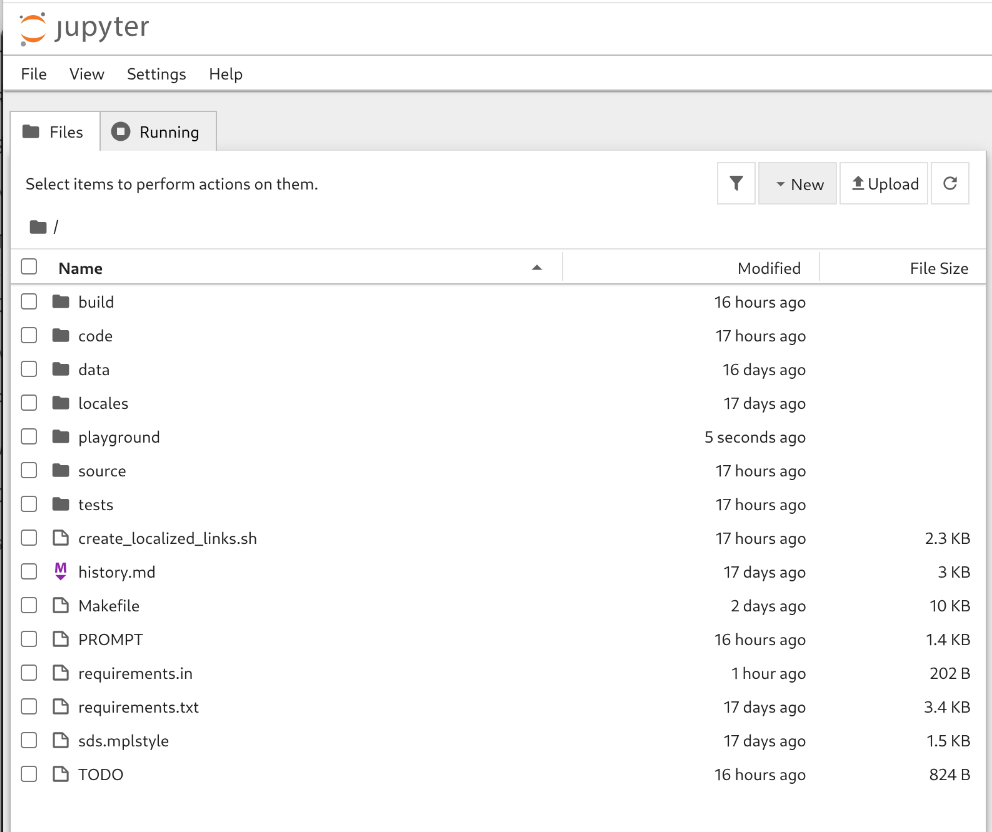 jupyter
File View Settings Help
Files Running
Select items to perform actions on them. New Upload
/
Name Modified File Size
build 16 hours ago
code 17 hours ago
data 16 days ago
locales 17 days ago
playground 5 seconds ago
source 17 hours ago
tests 17 hours ago
create_localized_links.sh 17 hours ago 2.3 KB
M history.md 17 days ago 3 KB
Makefile 2 days ago 10 KB
PROMPT 16 hours ago 1.4 KB
requirements.in 1 hour ago 202 B
requirements.txt 17 days ago 3.4 KB
sds.mplstyle 17 days ago 1.5 KB
TODO 16 hours ago 824 B